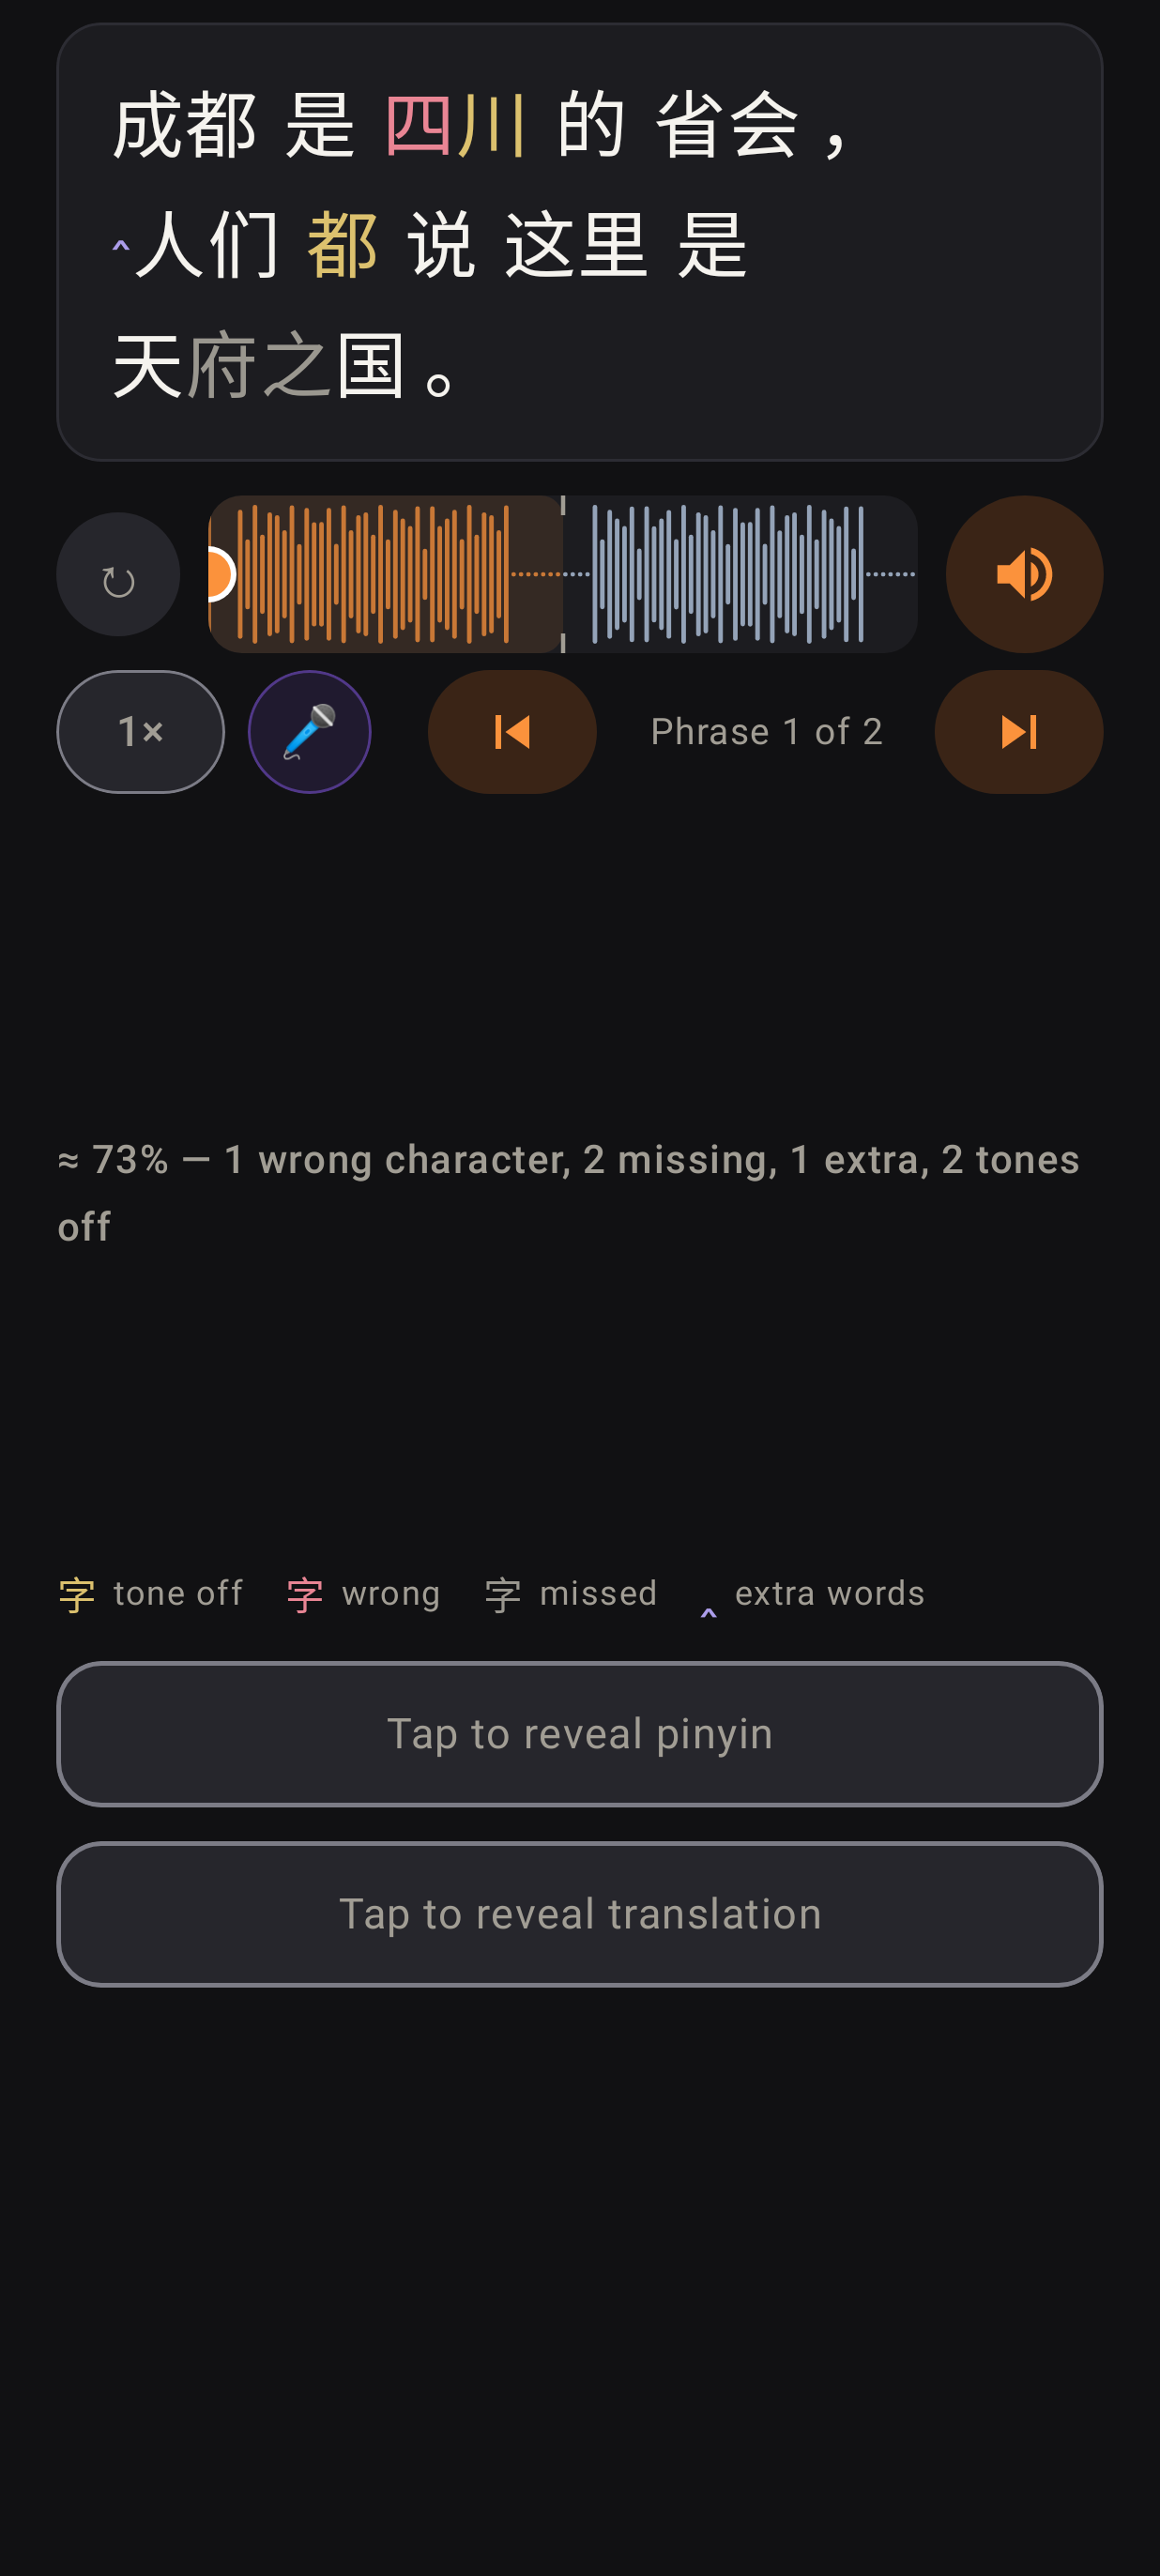 成都 是 四川 的 省会 ，
‸人们 都 说 这里 是
天府之国 。
1×
Phrase 1 of 2
≈ 73% — 1 wrong character, 2 missing, 1 extra, 2 tones
off
字 tone off 字 wrong 字 missed ‸ extra words
Tap to reveal pinyin
Tap to reveal translation